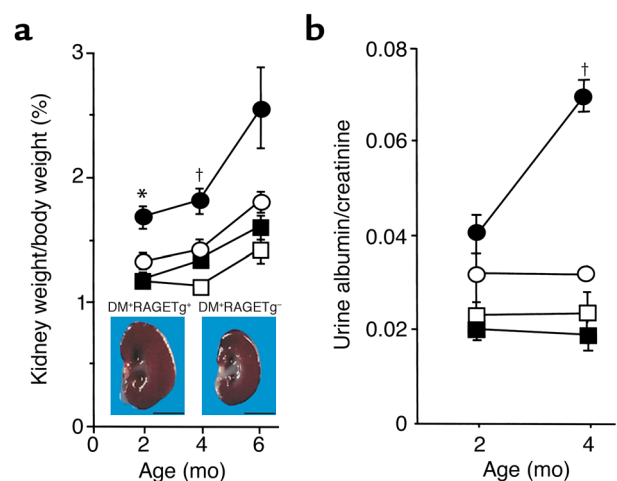 a
3
2
1
0
Kidney weight/body weight (%)
*
†
DM⁺RAGETg⁺
DM⁺RAGETg⁻
0
2
4
6
Age (mo)
b
0.08
0.06
0.04
0.02
0
Urine albumin/creatinine
†
2
4
Age (mo)